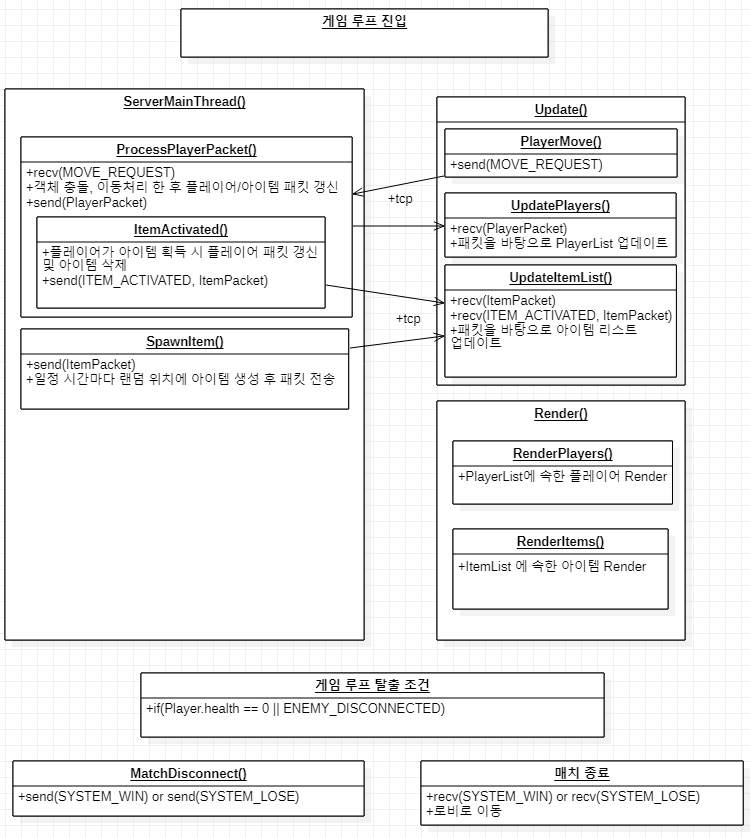 게임 루프 진입
ServerMainThread()
ProcessPlayerPacket()
+recv(MOVE_REQUEST)
+객체 충돌, 이동처리 한 후 플레이어/아이템 패킷 갱신
+send(PlayerPacket)
ItemActivated()
+플레이어가 아이템 획득 시 플레이어 패킷 갱신
및 아이템 삭제
+send(ITEM_ACTIVATED, ItemPacket)
SpawnItem()
+send(ItemPacket)
+일정 시간마다 랜덤 위치에 아이템 생성 후 패킷 전송
+tcp
+tcp
Update()
PlayerMove()
+send(MOVE_REQUEST)
UpdatePlayers()
+recv(PlayerPacket)
+패킷을 바탕으로 PlayerList 업데이트
UpdateItemList()
+recv(ItemPacket)
+recv(ITEM_ACTIVATED, ItemPacket)
+패킷을 바탕으로 아이템 리스트
업데이트
Render()
RenderPlayers()
+PlayerList에 속한 플레이어 Render
RenderItems()
+ItemList 에 속한 아이템 Render
게임 루프 탈출 조건
+if(Player.health == 0 || ENEMY_DISCONNECTED)
MatchDisconnect()
+send(SYSTEM_WIN) or send(SYSTEM_LOSE)
매치 종료
+recv(SYSTEM_WIN) or recv(SYSTEM_LOSE)
+로비로 이동